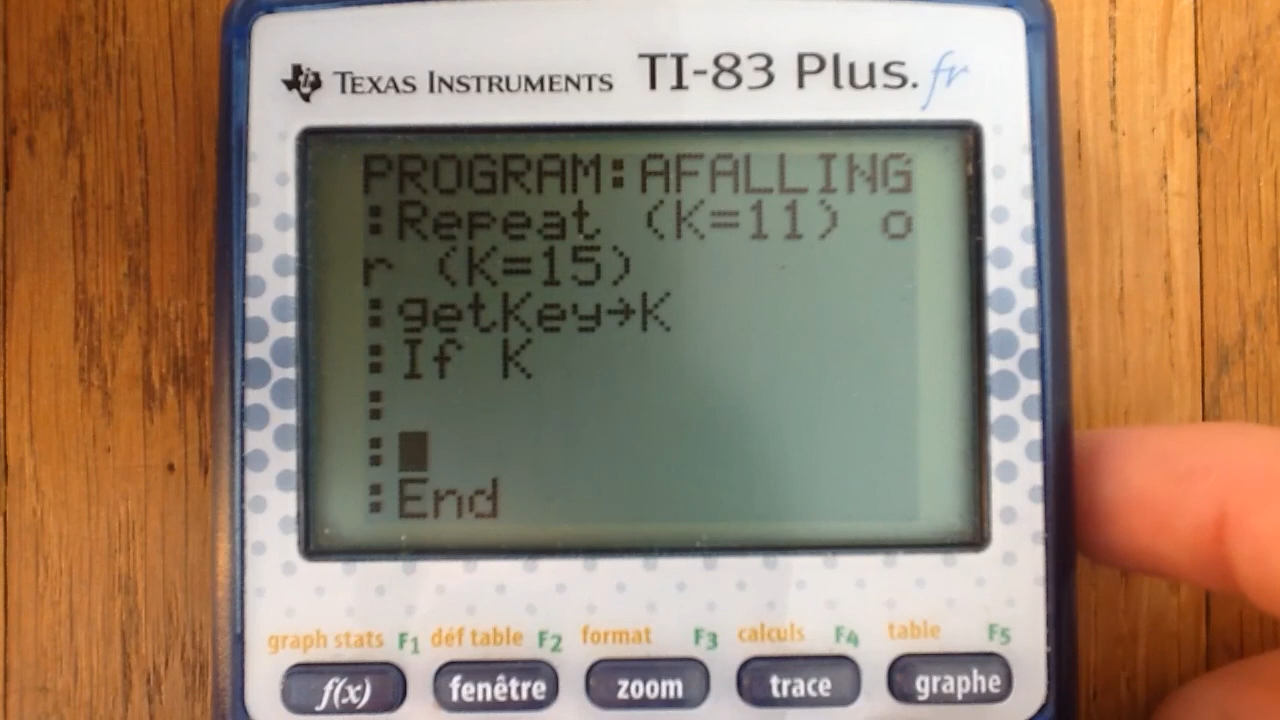 TEXAS INSTRUMENTS TI-83 Plus.fr
PROGRAM:AFALLING
:Repeat (K=11) o
r (K=15)
:getKey→K
:If K
:
:
:End
graph stats F1 déf table F2 format F3 calculs F4 table F5
f(x) fenêtre zoom trace graphe